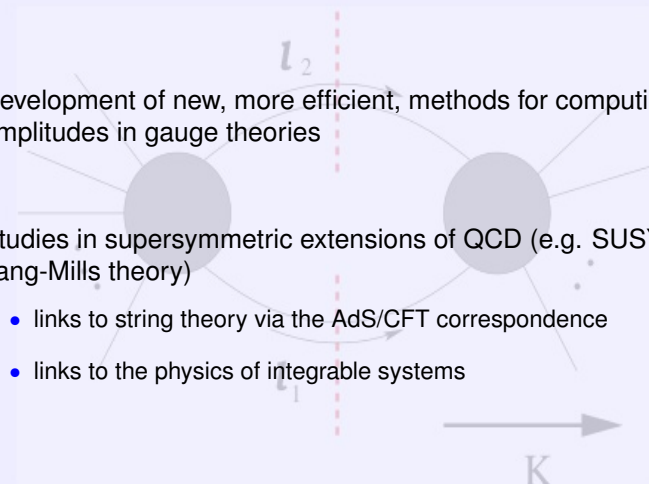 l 2
evelopment of new, more efficient, methods for computi
mplitudes in gauge theories
tudies in supersymmetric extensions of QCD (e.g. SUSY
ang-Mills theory)
• links to string theory via the AdS/CFT correspondence
• links to the physics of integrable systems
l 1
K